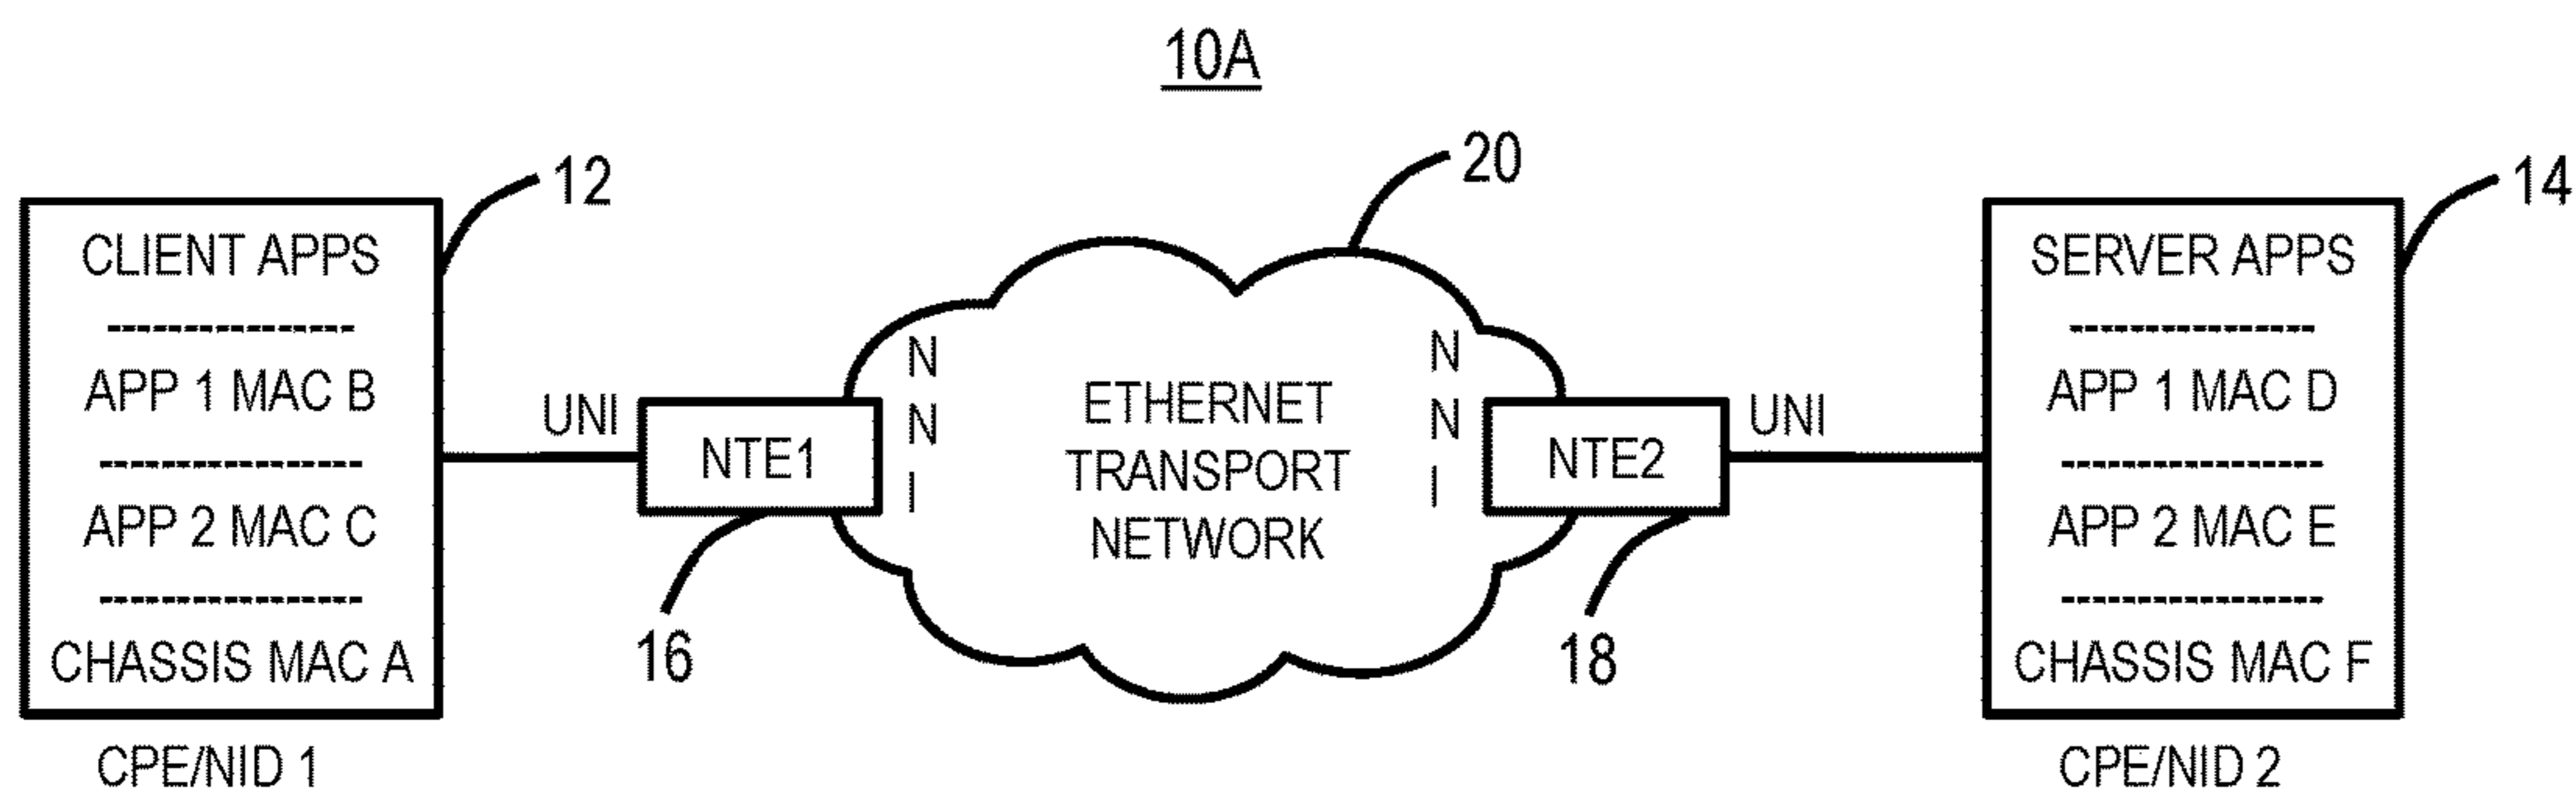 10A
12
CLIENT APPS
----------------
APP 1 MAC B
----------------
APP 2 MAC C
----------------
CHASSIS MAC A
CPE/NID 1
UNI
NTE1
16
NNI
20
ETHERNET
TRANSPORT
NETWORK
NNI
NTE2
18
UNI
14
SERVER APPS
----------------
APP 1 MAC D
----------------
APP 2 MAC E
----------------
CHASSIS MAC F
CPE/NID 2